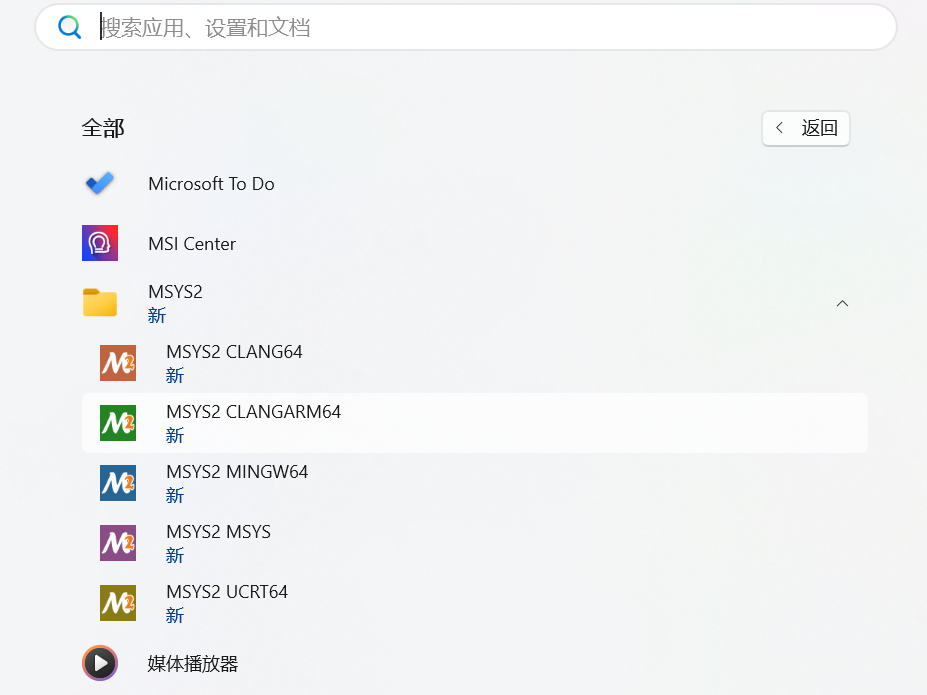 搜索应用、设置和文档
全部
返回
Microsoft To Do
MSI Center
MSYS2
新
MSYS2 CLANG64
新
MSYS2 CLANGARM64
新
MSYS2 MINGW64
新
MSYS2 MSYS
新
MSYS2 UCRT64
新
媒体播放器